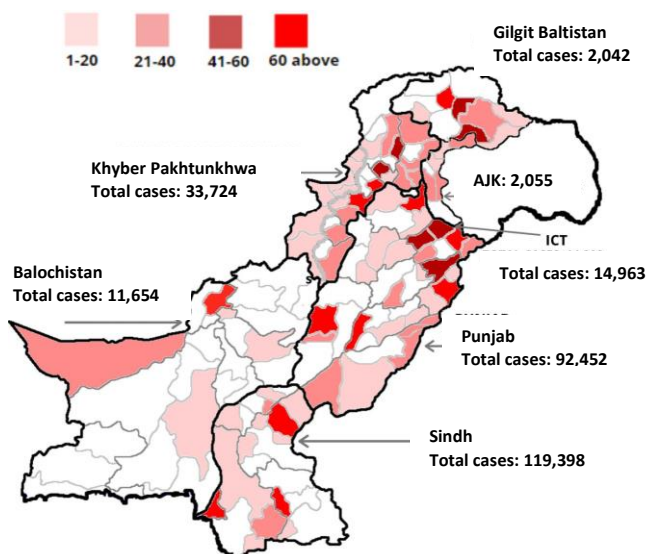 1-20
21-40
41-60
60 above
Gilgit Baltistan
Total cases: 2,042
Khyber Pakhtunkhwa
Total cases: 33,724
AJK: 2,055
ICT
Total cases: 14,963
Balochistan
Total cases: 11,654
Punjab
Total cases: 92,452
Sindh
Total cases: 119,398